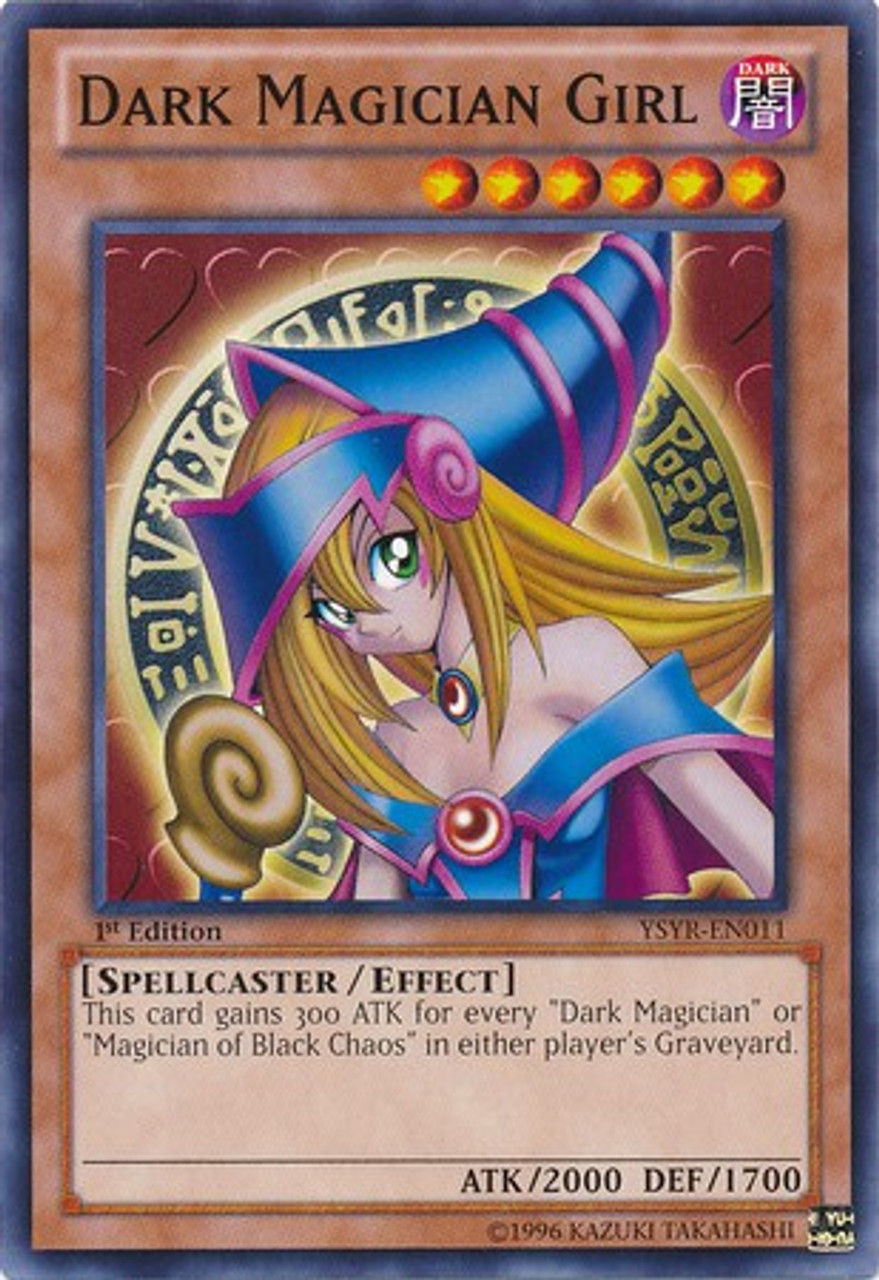 DARK MAGICIAN GIRL
DARK
闇
1st Edition
YSYR-EN011
[SPELLCASTER / EFFECT]
This card gains 300 ATK for every "Dark Magician" or
"Magician of Black Chaos" in either player's Graveyard.
ATK/2000 DEF/1700
©1996 KAZUKI TAKAHASHI